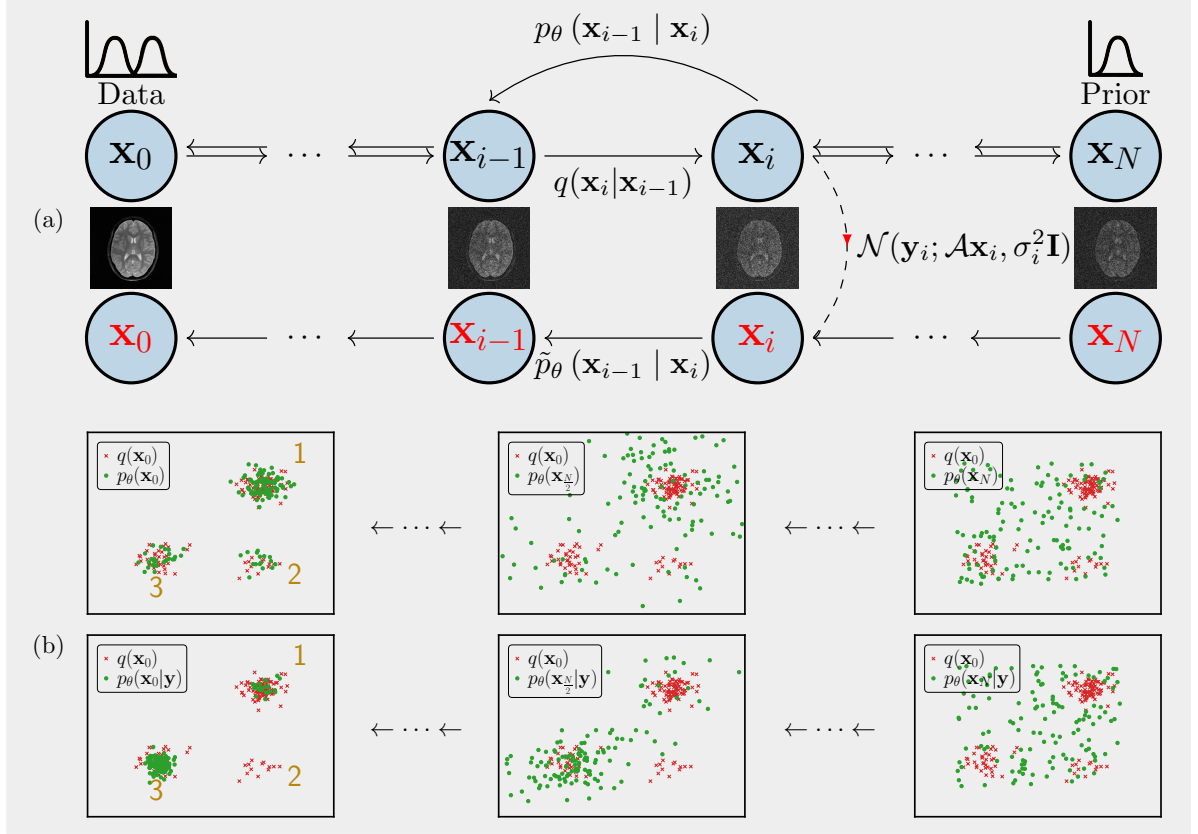 p_θ (x_{i−1} | x_i)
Data
Prior
x_0 ··· x_{i−1} x_i ··· x_N
q(x_i|x_{i−1})
(a)
N(y_i; Ax_i, σ_i^2 I)
x_0 ··· x_{i−1} x_i ··· x_N
p̃_θ (x_{i−1} | x_i)
q(x_0)
p_θ(x_0)
1
2
3
← ··· ←
q(x_0)
p_θ(x_{N/2})
← ··· ←
q(x_0)
p_θ(x_N)
(b)
q(x_0)
p_θ(x_0|y)
1
2
3
← ··· ←
q(x_0)
p_θ(x_{N/2}|y)
← ··· ←
q(x_0)
p_θ(x_N|y)